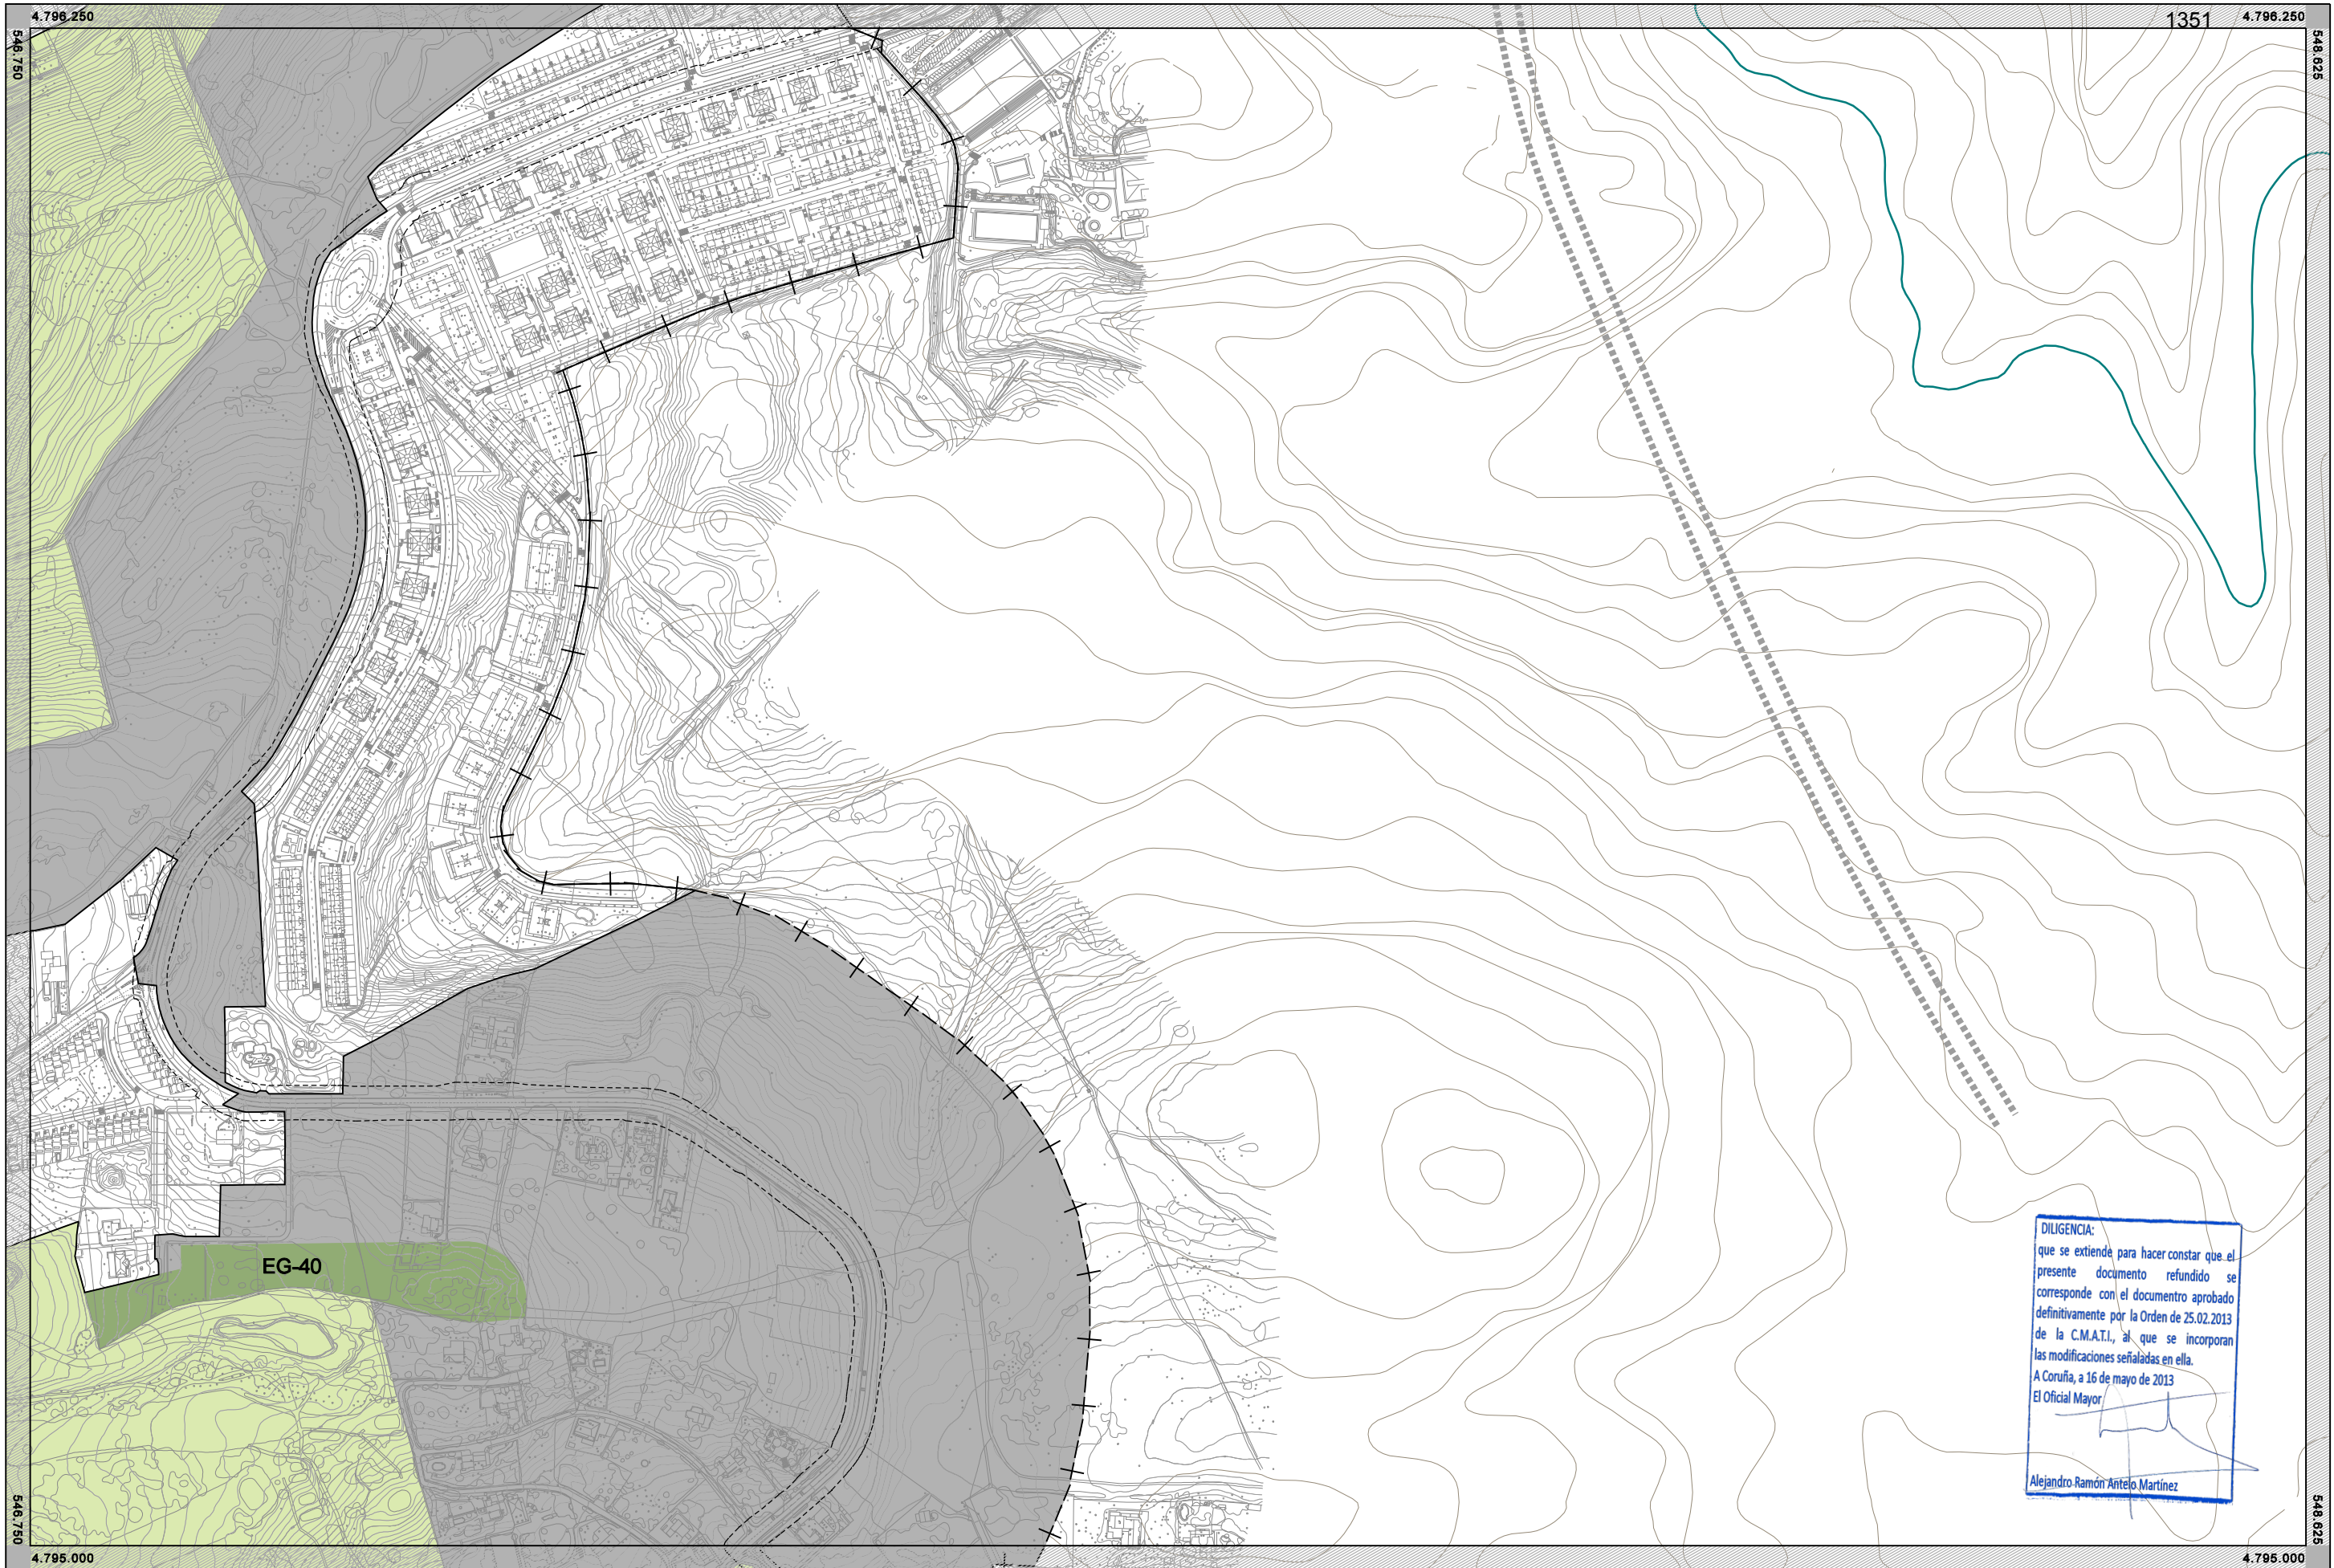 4.796.250
1351
4.796.250
546.750
548.625
EG-40
DILIGENCIA:
que se extiende para hacer constar que el
presente documento refundido se
corresponde con el documentro aprobado
definitivamente por la Orden de 25.02.2013
de la C.M.A.T.I., al que se incorporan
las modificaciones señaladas en ella.
A Coruña, a 16 de mayo de 2013
El Oficial Mayor
Alejandro Ramón Antelo Martínez
546.750
548.625
4.795.000
4.795.000